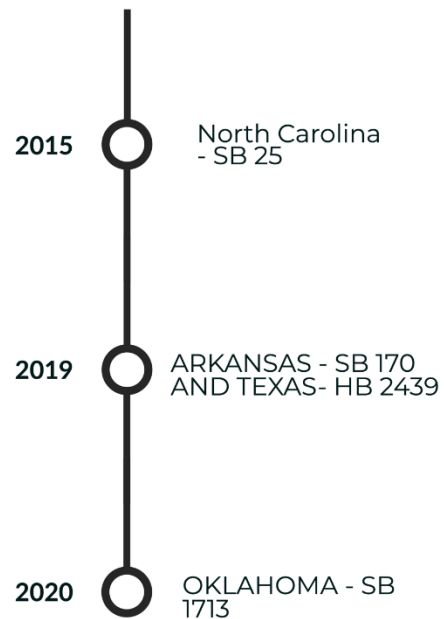 2015
North Carolina
- SB 25
2019
ARKANSAS - SB 170
AND TEXAS- HB 2439
2020
OKLAHOMA - SB
1713